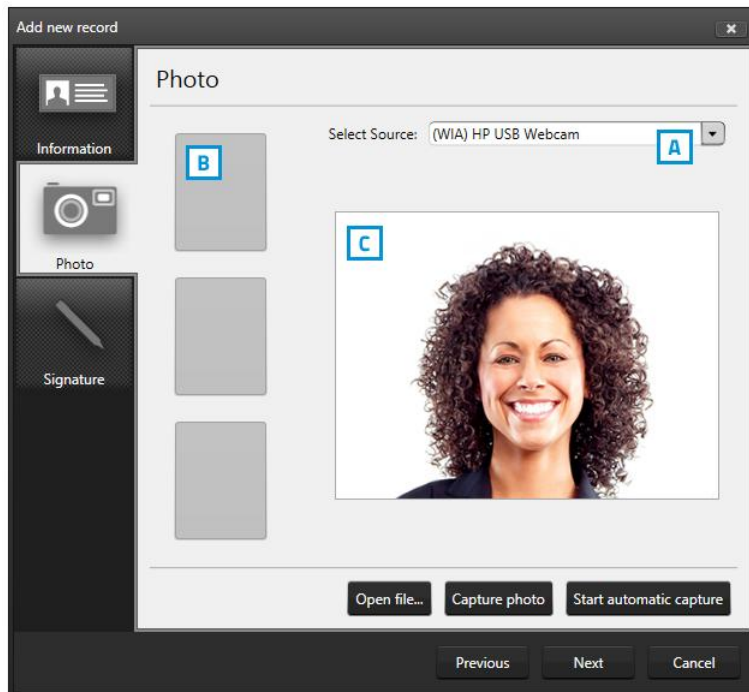 Add new record
Information
Photo
Signature
Photo
Select Source: (WIA) HP USB Webcam
A
B
C
Open file... Capture photo Start automatic capture
Previous Next Cancel